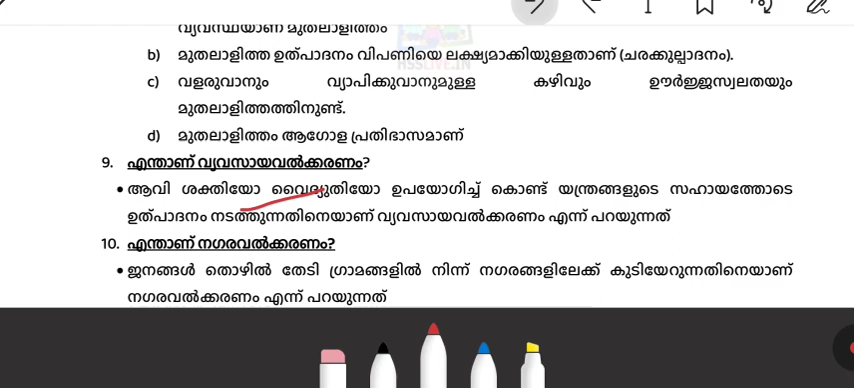 വ്യവസ്ഥയാണ് മുതലാളിത്തം
b) മുതലാളിത്ത ഉത്പാദനം വിപണിയെ ലക്ഷ്യമാക്കിയുള്ളതാണ് (ചരക്കുല്പാദനം).
HSSLIVE.IN
c) വളരുവാനും വ്യാപിക്കുവാനുമുള്ള കഴിവും ഊർജ്ജസ്വലതയും
മുതലാളിത്തത്തിനുണ്ട്.
d) മുതലാളിത്തം ആഗോള പ്രതിഭാസമാണ്
9. എന്താണ് വ്യവസായവൽക്കരണം?
• ആവി ശക്തിയോ വൈദ്യുതിയോ ഉപയോഗിച്ച് കൊണ്ട് യന്ത്രങ്ങളുടെ സഹായത്തോടെ
ഉത്പാദനം നടത്തുന്നതിനെയാണ് വ്യവസായവൽക്കരണം എന്ന് പറയുന്നത്
10. എന്താണ് നഗരവൽക്കരണം?
• ജനങ്ങൾ തൊഴിൽ തേടി ഗ്രാമങ്ങളിൽ നിന്ന് നഗരങ്ങളിലേക്ക് കുടിയേറുന്നതിനെയാണ്
നഗരവൽക്കരണം എന്ന് പറയുന്നത്